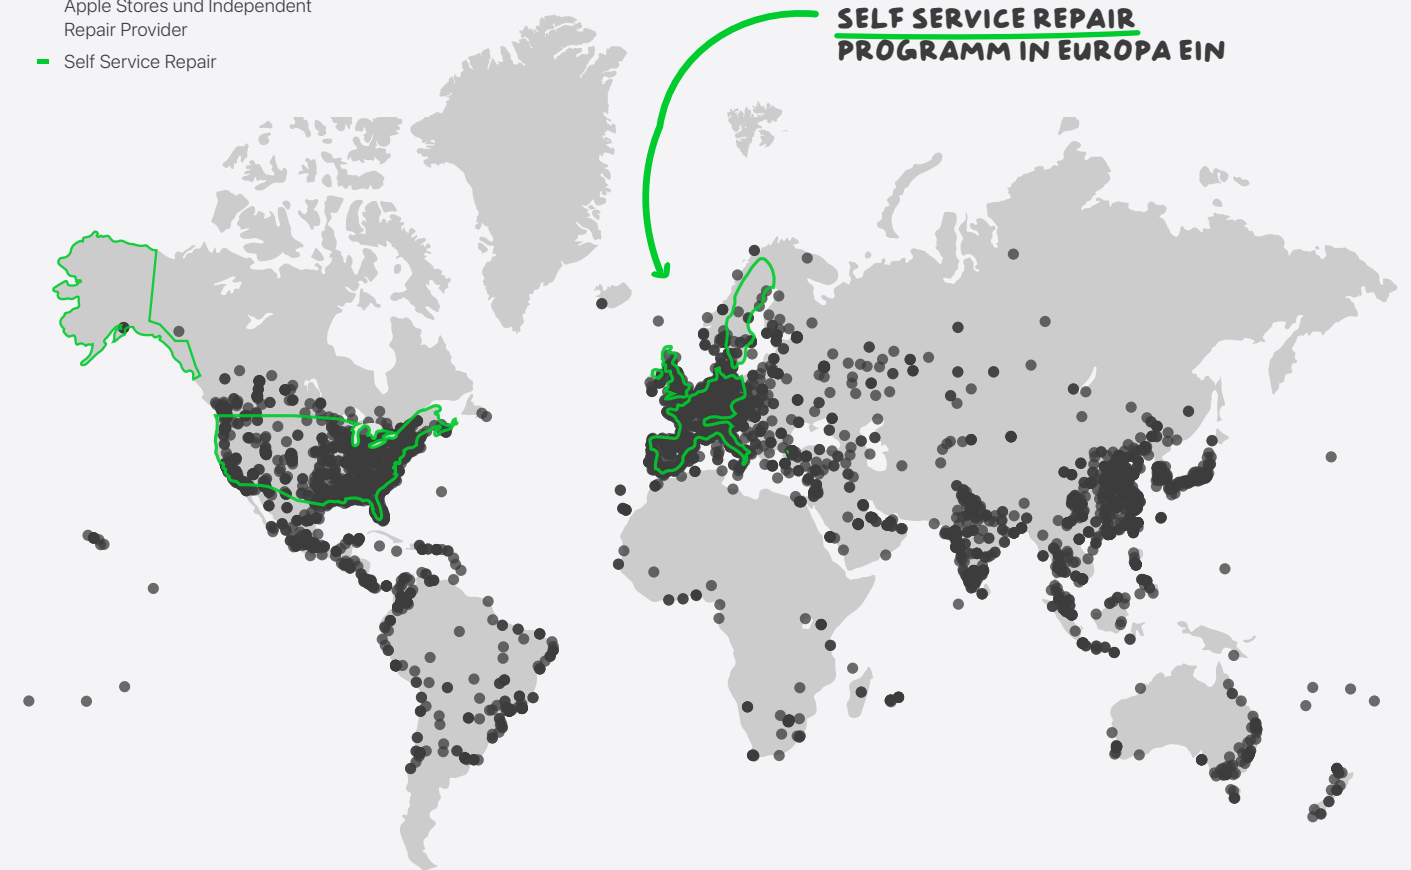 Apple Stores und Independent
Repair Provider
Self Service Repair
SELF SERVICE REPAIR
PROGRAMM IN EUROPA EIN